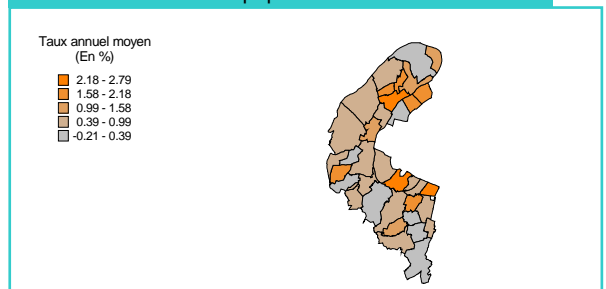 Taux annuel moyen
(En %)
2.18 - 2.79
1.58 - 2.18
0.99 - 1.58
0.39 - 0.99
-0.21 - 0.39